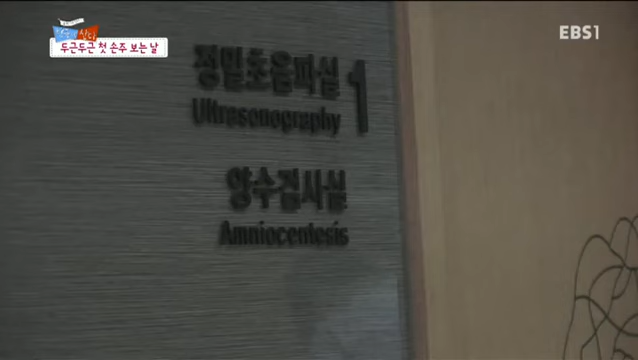 두근두근 첫 손주 보는 날
EBS1
정밀초음파실 1
Ultrasonography
양수검사실
Amniocentesis